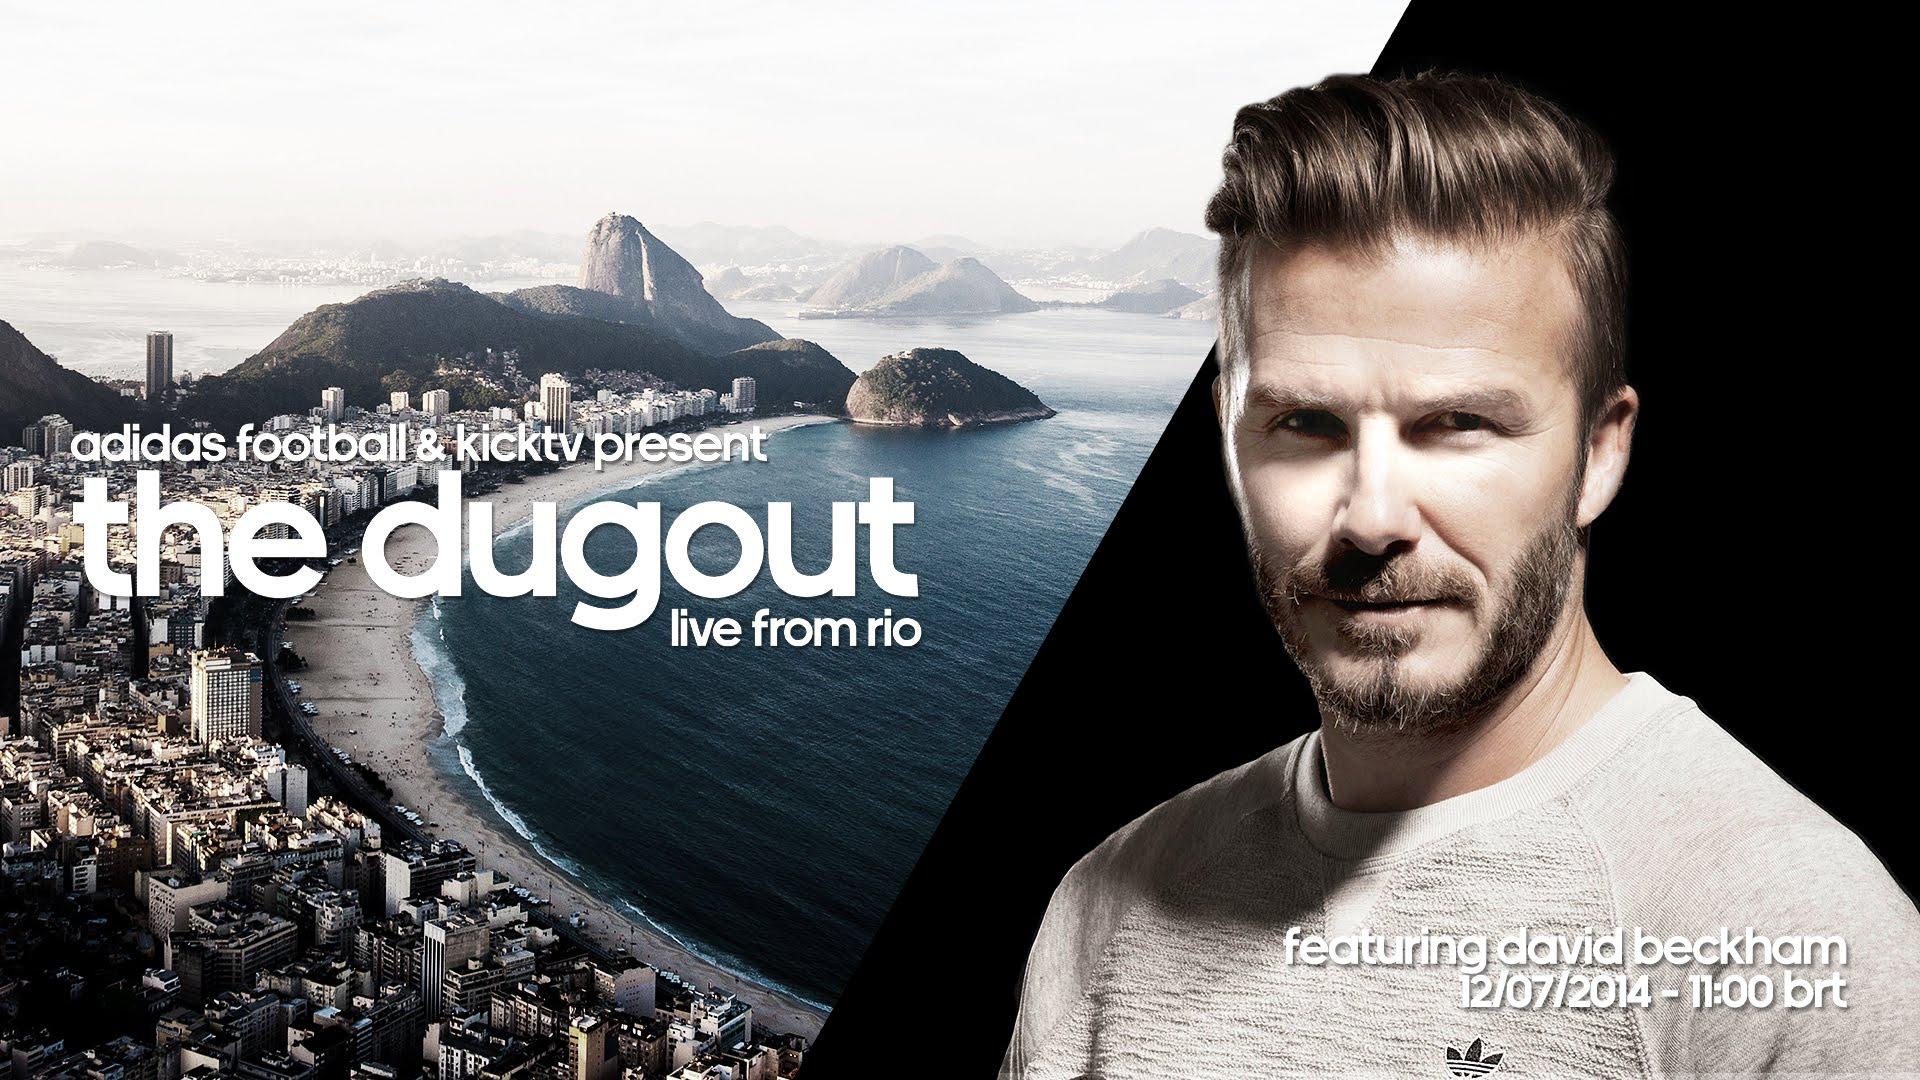 adidas football & kicktv present
the dugout
live from rio
featuring david beckham
12/07/2014 - 11:00 brt